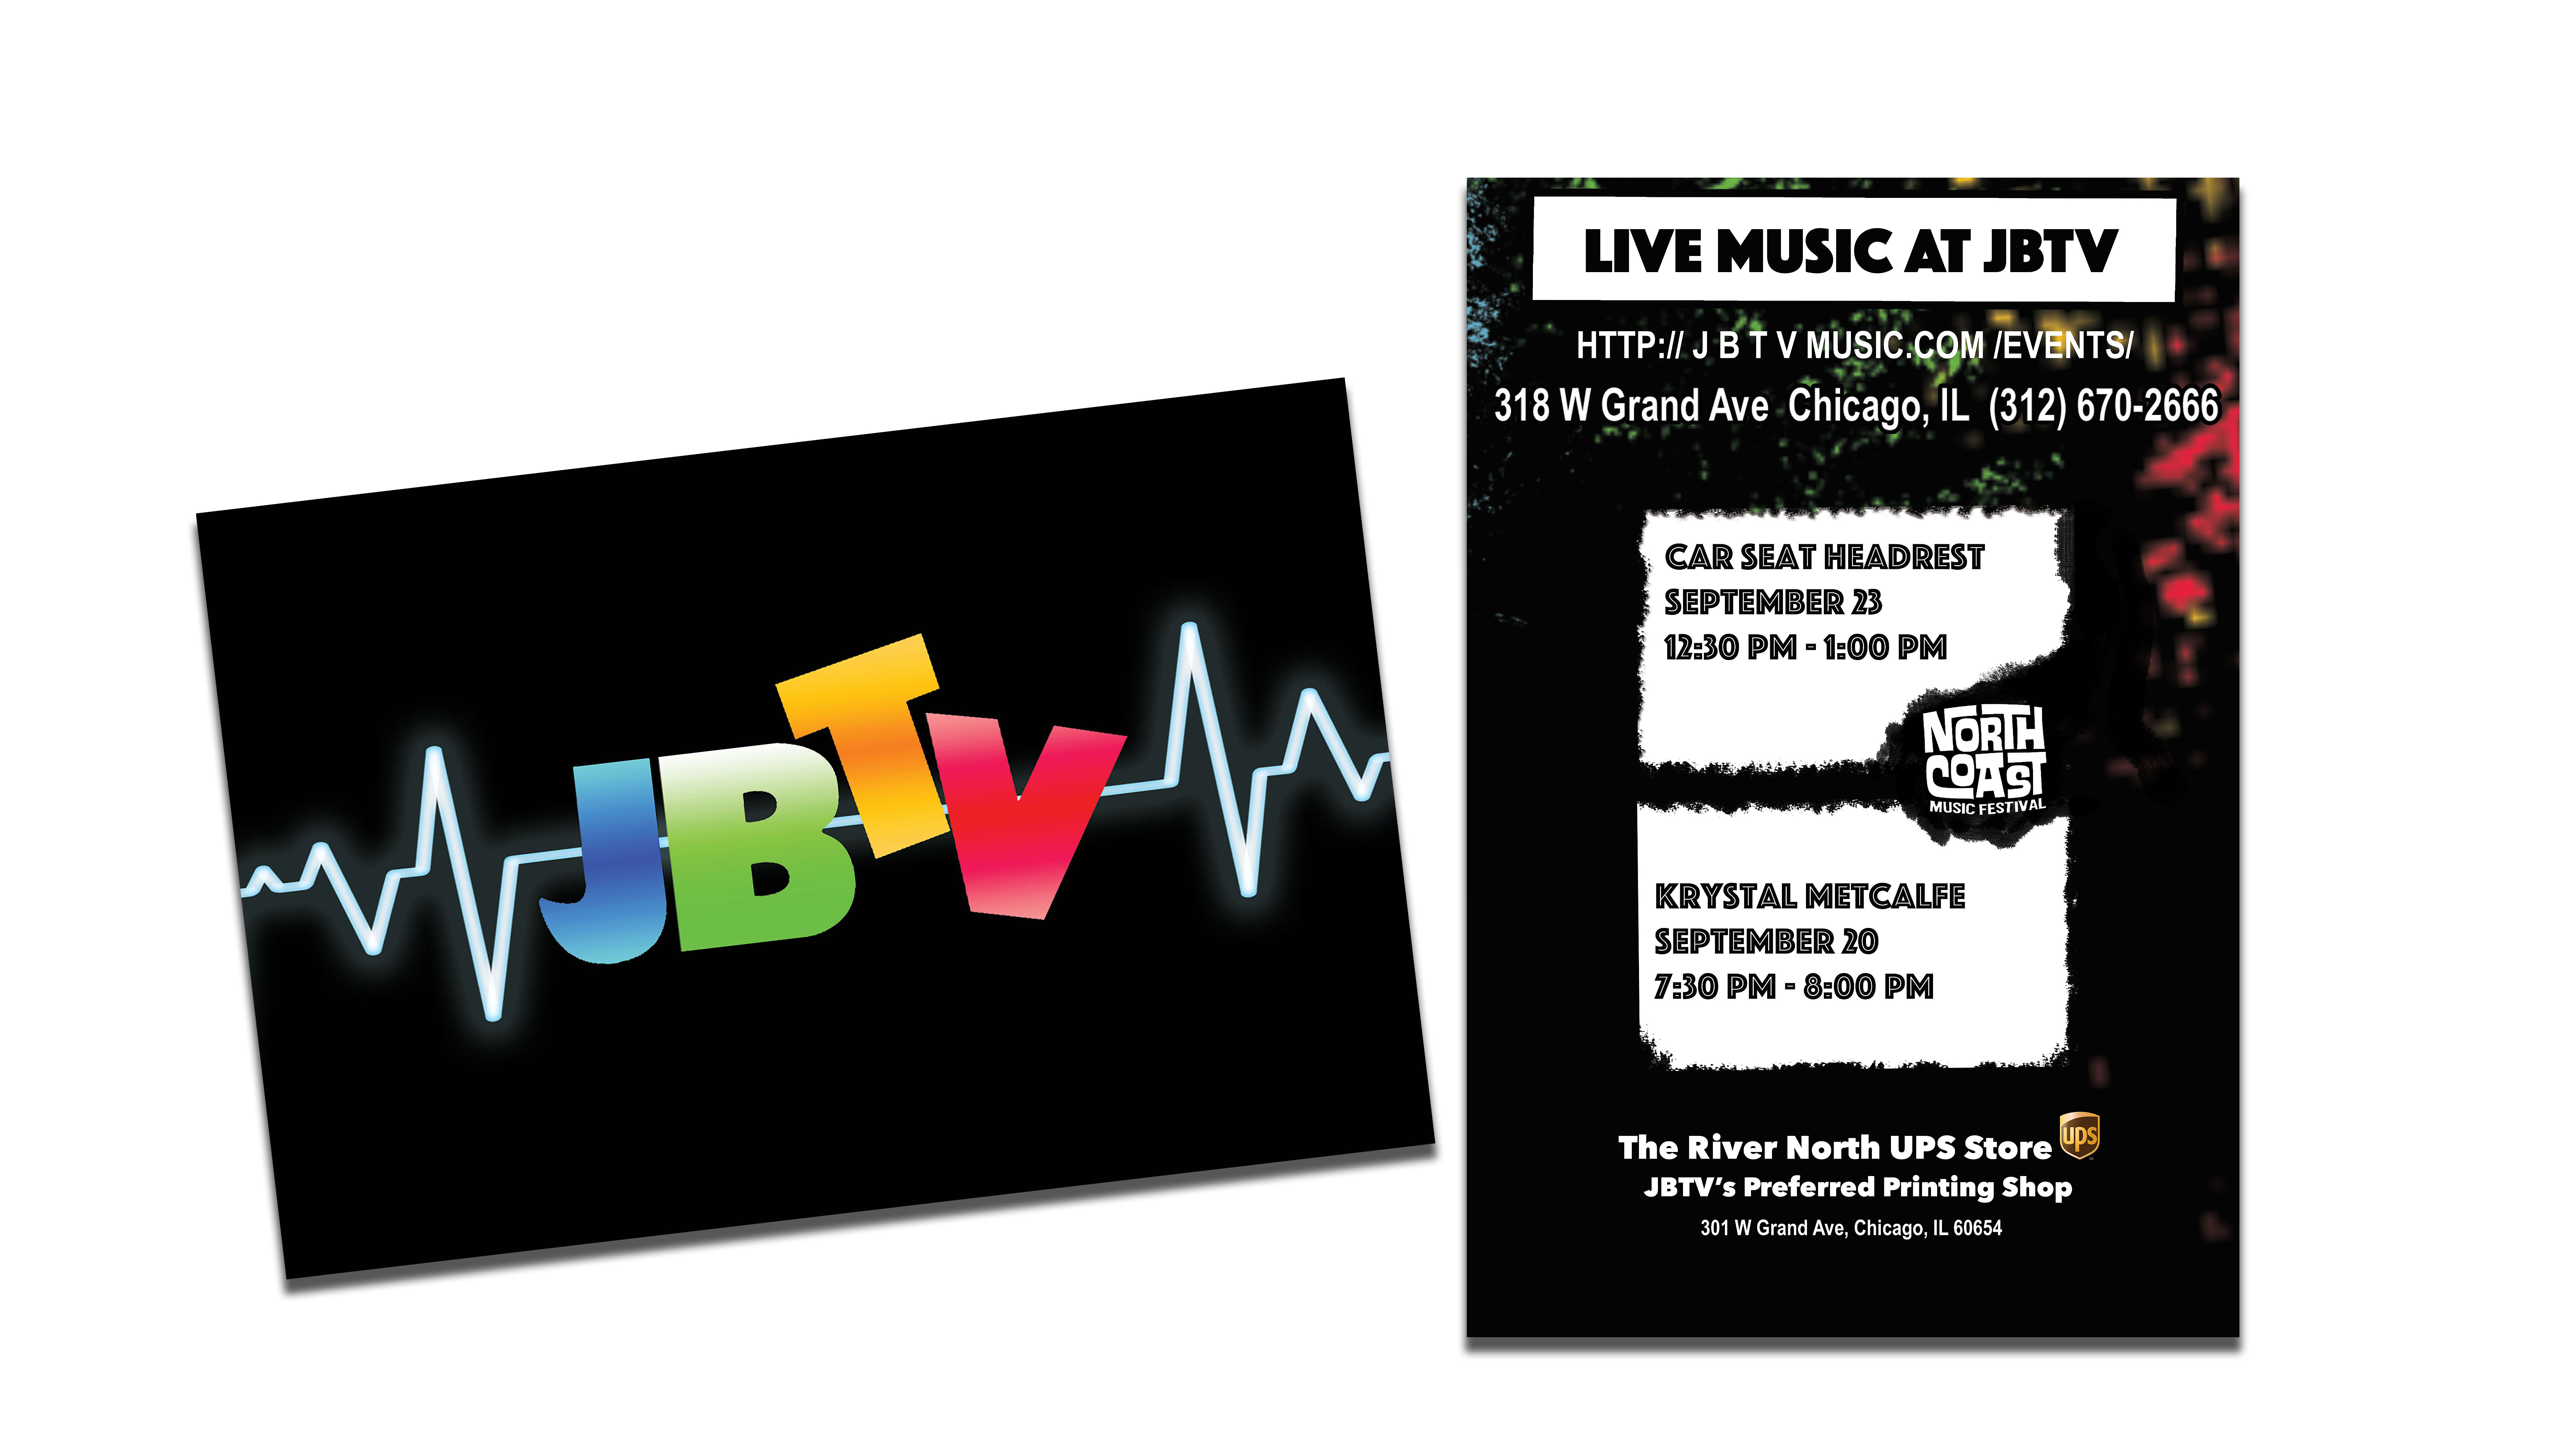 JBTV
LIVE MUSIC AT JBTV
HTTP:// J B T V MUSIC.COM /EVENTS/
318 W Grand Ave Chicago, IL (312) 670-2666
CAR SEAT HEADREST
SEPTEMBER 23
12:30 PM - 1:00 PM
NORTH
COAST
MUSIC FESTIVAL
KRYSTAL METCALFE
SEPTEMBER 20
7:30 PM - 8:00 PM
The River North UPS Store
ups
JBTV's Preferred Printing Shop
301 W Grand Ave, Chicago, IL 60654